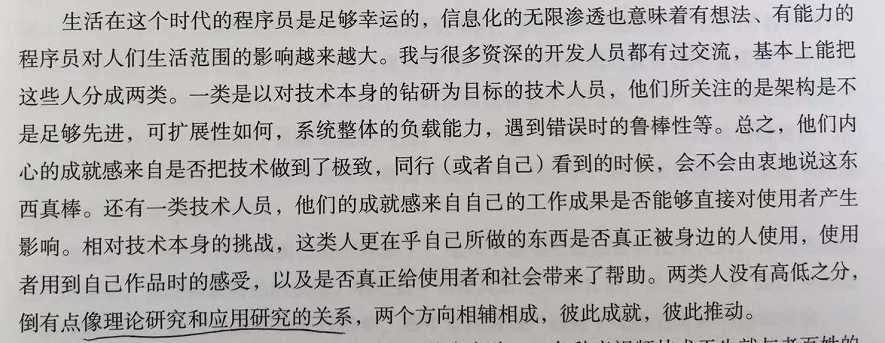 生活在这个时代的程序员是足够幸运的，信息化的无限渗透也意味着有想法、有能力的
程序员对人们生活范围的影响越来越大。我与很多资深的开发人员都有过交流，基本上能把
这些人分成两类。一类是以对技术本身的钻研为目标的技术人员，他们所关注的是架构是不
是足够先进，可扩展性如何，系统整体的负载能力，遇到错误时的鲁棒性等。总之，他们内
心的成就感来自是否把技术做到了极致，同行（或者自己）看到的时候，会不会由衷地说这东
西真棒。还有一类技术人员，他们的成就感来自自己的工作成果是否能够直接对使用者产生
影响。相对技术本身的挑战，这类人更在乎自己所做的东西是否真正被身边的人使用，使用
者用到自己作品时的感受，以及是否真正给使用者和社会带来了帮助。两类人没有高低之分，
倒有点像理论研究和应用研究的关系，两个方向相辅相成，彼此成就，彼此推动。